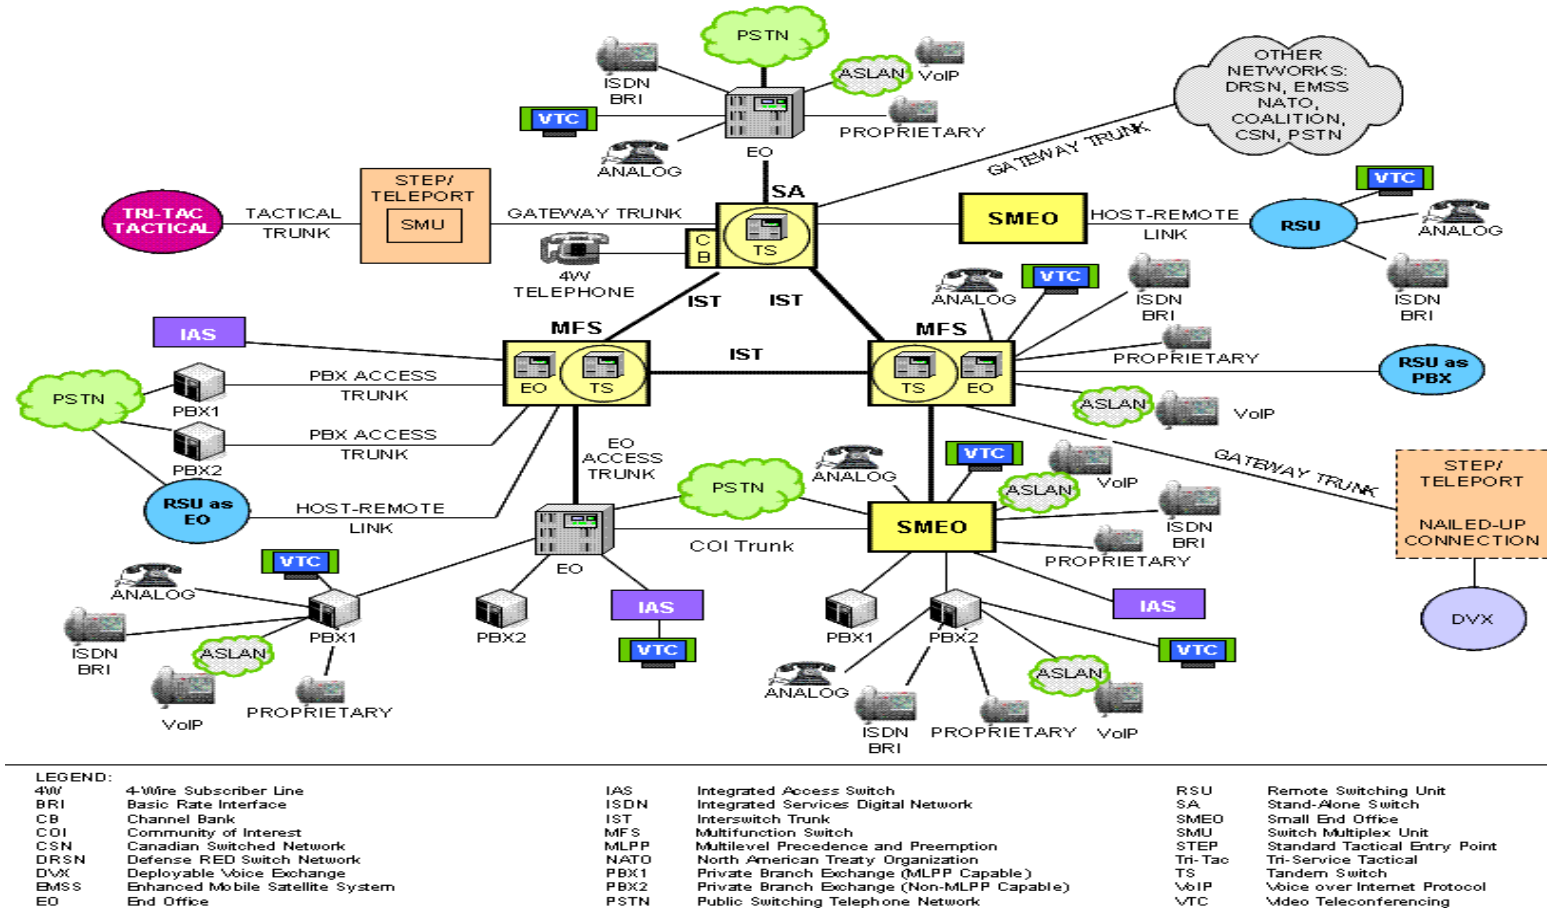 PSTN
ISDN
BRI
ASLAN
VoIP
VTC
PROPRIETARY
ANALOG
EO
OTHER
NETWORKS:
DRSN, EMSS
NATO,
COALITION,
CSN, PSTN
GATEWAY TRUNK
SA
TRI-TAC
TACTICAL
TACTICAL
TRUNK
STEP/
TELEPORT
SMU
GATEWAY TRUNK
4W
TELEPHONE
C
B
TS
SMEO
HOST-REMOTE
LINK
RSU
VTC
ANALOG
ISDN
BRI
IST
IST
IST
MFS
EO
TS
MFS
TS
EO
ANALOG
VTC
ISDN
BRI
PROPRIETARY
RSU as
PBX
ASLAN
VoIP
IAS
PSTN
PBX1
PBX ACCESS
TRUNK
PBX2
PBX ACCESS
TRUNK
RSU as
EO
HOST-REMOTE
LINK
EO
ACCESS
TRUNK
GATEWAY TRUNK
STEP/
TELEPORT
NAILED-UP
CONNECTION
DVX
PSTN
EO
COI Trunk
SMEO
ANALOG
VTC
ASLAN
VoIP
ISDN
BRI
PROPRIETARY
ANALOG
VTC
ISDN
BRI
PBX1
ASLAN
VoIP
PROPRIETARY
PBX2
IAS
VTC
PBX1
PBX2
IAS
VTC
ANALOG
ISDN
BRI
PROPRIETARY
ASLAN
VoIP
LEGEND:
4W 4-Wire Subscriber Line
BRI Basic Rate Interface
CB Channel Bank
COI Community of Interest
CSN Canadian Switched Network
DRSN Defense RED Switch Network
DVX Deployable Voice Exchange
EMSS Enhanced Mobile Satellite System
EO End Office
IAS Integrated Access Switch
ISDN Integrated Services Digital Network
IST Interswitch Trunk
MFS Multifunction Switch
MLPP Multilevel Precedence and Preemption
NATO North American Treaty Organization
PBX1 Private Branch Exchange (MLPP Capable)
PBX2 Private Branch Exchange (Non-MLPP Capable)
PSTN Public Switching Telephone Network
RSU Remote Switching Unit
SA Stand-Alone Switch
SMEO Small End Office
SMU Switch Multiplex Unit
STEP Standard Tactical Entry Point
Tri-Tac Tri-Service Tactical
TS Tandem Switch
VoIP Voice over Internet Protocol
VTC Video Teleconferencing